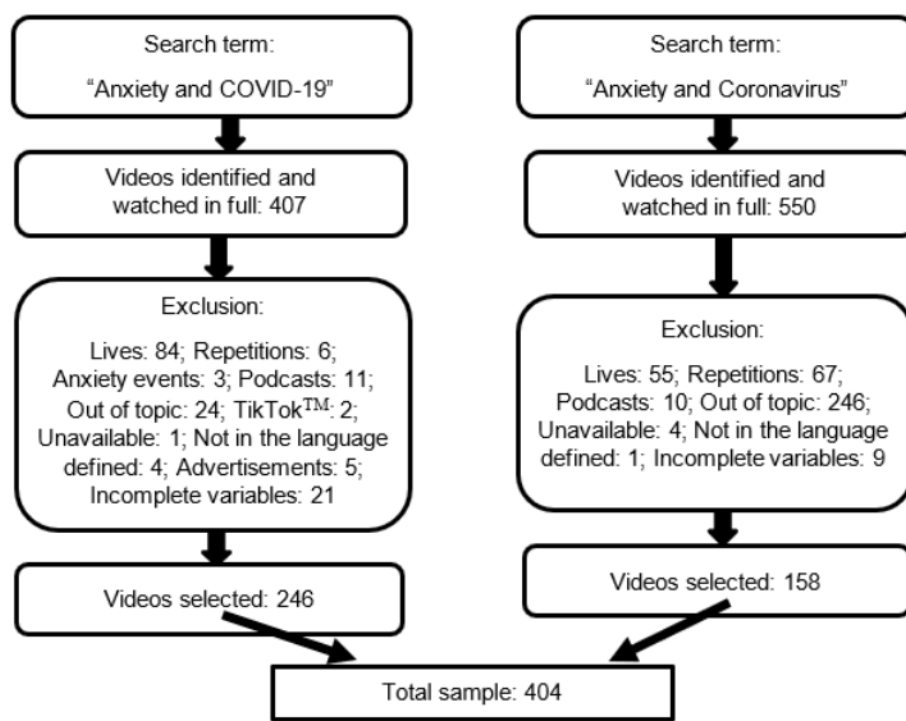 Search term:
“Anxiety and COVID-19”
Videos identified and
watched in full: 407
Exclusion:
Lives: 84; Repetitions: 6;
Anxiety events: 3; Podcasts: 11;
Out of topic: 24; TikTok™: 2;
Unavailable: 1; Not in the language
defined: 4; Advertisements: 5;
Incomplete variables: 21
Videos selected: 246
Search term:
“Anxiety and Coronavirus”
Videos identified and
watched in full: 550
Exclusion:
Lives: 55; Repetitions: 67;
Podcasts: 10; Out of topic: 246;
Unavailable: 4; Not in the language
defined: 1; Incomplete variables: 9
Videos selected: 158
Total sample: 404